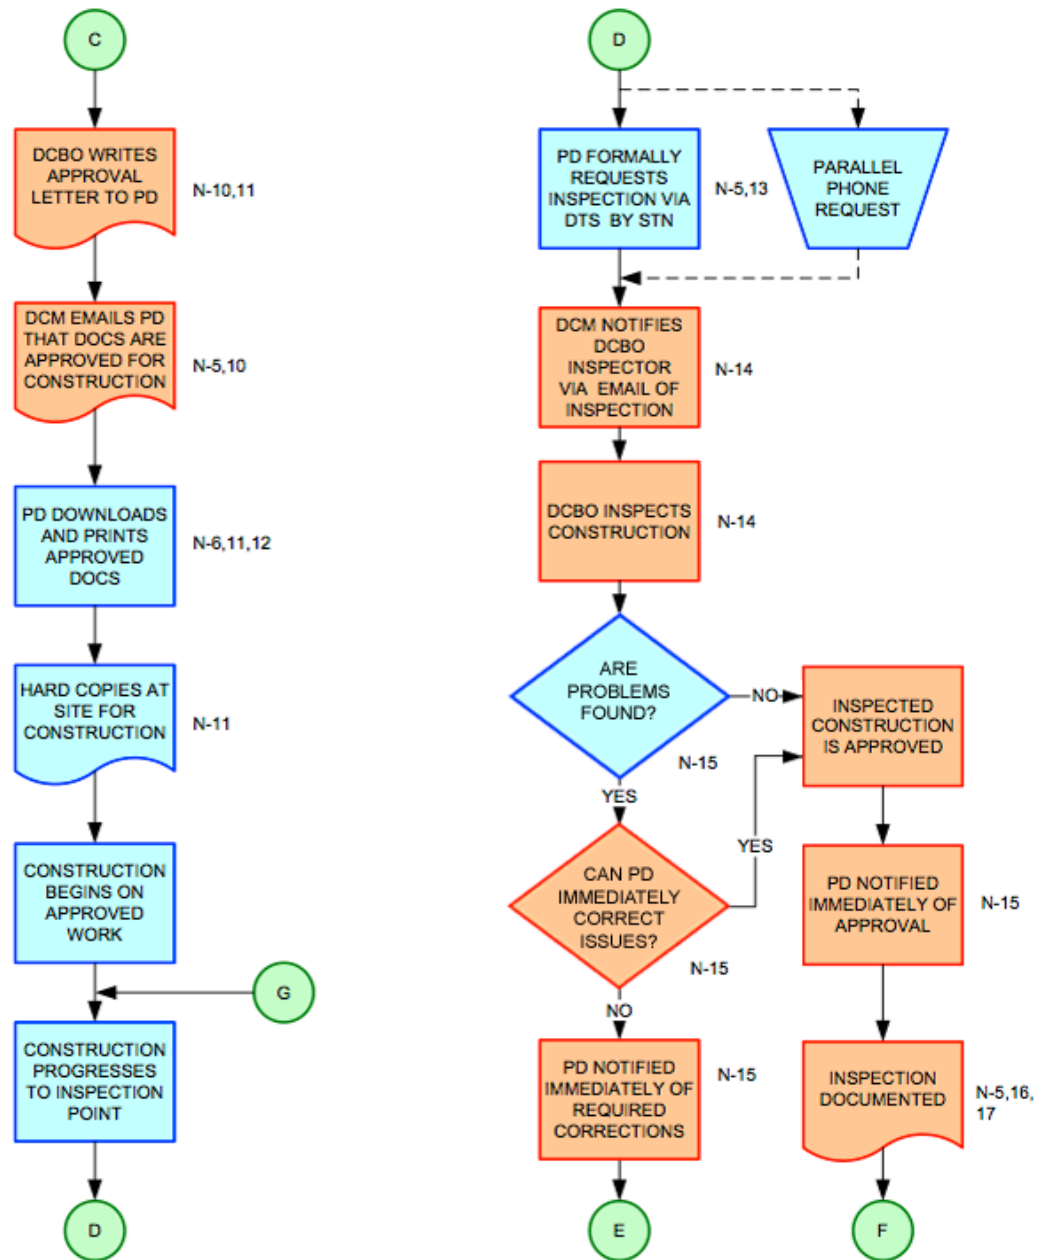 C
DCBO WRITES
APPROVAL
LETTER TO PD
N-10,11
DCM EMAILS PD
THAT DOCS ARE
APPROVED FOR
CONSTRUCTION
N-5,10
PD DOWNLOADS
AND PRINTS
APPROVED
DOCS
N-6,11,12
HARD COPIES AT
SITE FOR
CONSTRUCTION
N-11
CONSTRUCTION
BEGINS ON
APPROVED
WORK
G
CONSTRUCTION
PROGRESSES
TO INSPECTION
POINT
D
D
PD FORMALLY
REQUESTS
INSPECTION VIA
DTS BY STN
N-5,13
PARALLEL
PHONE
REQUEST
DCM NOTIFIES
DCBO
INSPECTOR
VIA EMAIL OF
INSPECTION
N-14
DCBO INSPECTS
CONSTRUCTION
N-14
ARE
PROBLEMS
FOUND?
N-15
NO
YES
CAN PD
IMMEDIATELY
CORRECT
ISSUES?
N-15
YES
NO
PD NOTIFIED
IMMEDIATELY OF
REQUIRED
CORRECTIONS
N-15
E
INSPECTED
CONSTRUCTION
IS APPROVED
PD NOTIFIED
IMMEDIATELY OF
APPROVAL
N-15
INSPECTION
DOCUMENTED
N-5,16,
17
F